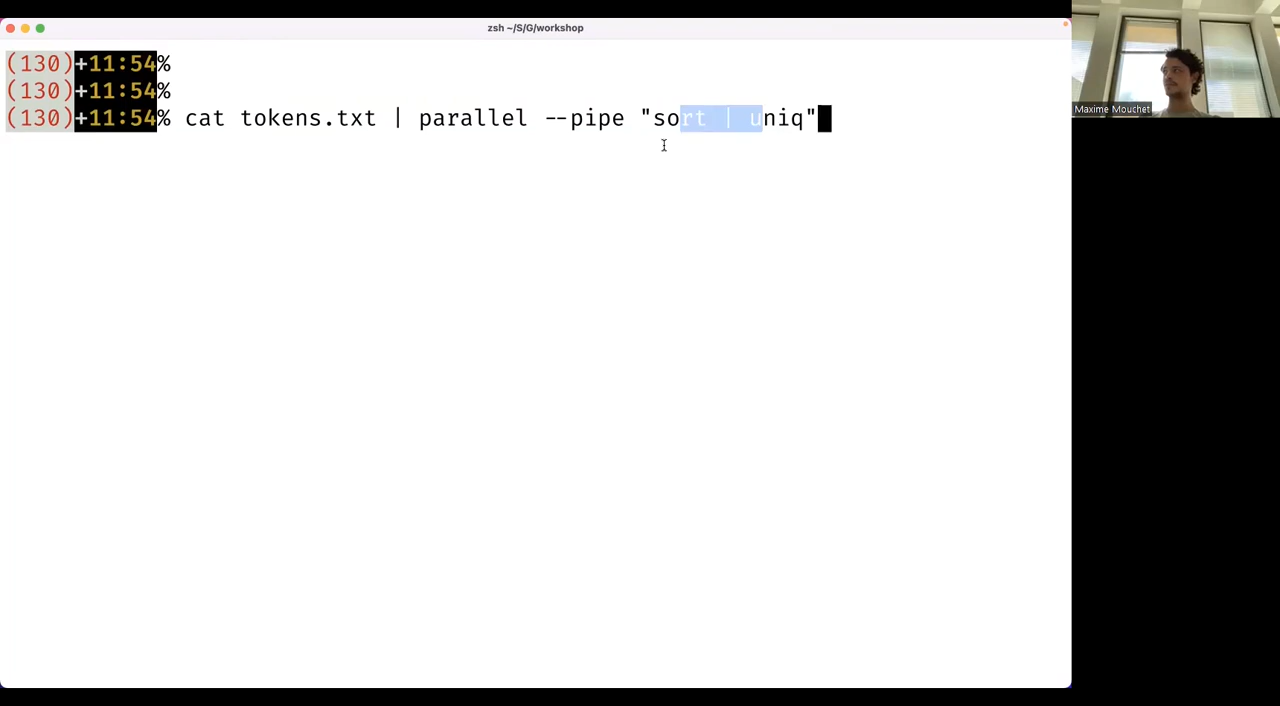 zsh ~/S/G/workshop
(130)+11:54%
(130)+11:54%
(130)+11:54% cat tokens.txt | parallel --pipe "sort | uniq"
Maxime Mouchet